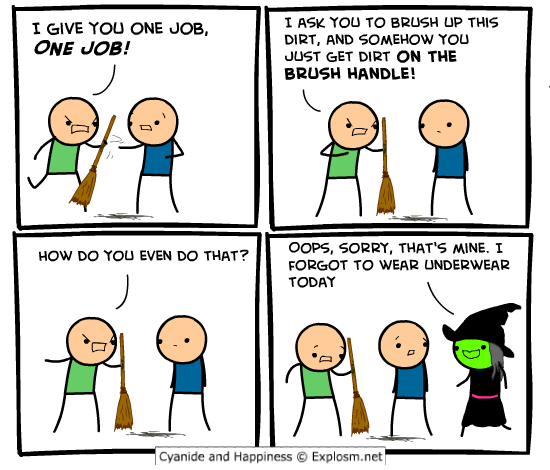 I GIVE YOU ONE JOB,
ONE JOB!
I ASK YOU TO BRUSH UP THIS
DIRT, AND SOMEHOW YOU
JUST GET DIRT ON THE
BRUSH HANDLE!
HOW DO YOU EVEN DO THAT?
OOPS, SORRY, THAT'S MINE. I
FORGOT TO WEAR UNDERWEAR
TODAY
Cyanide and Happiness © Explosm.net